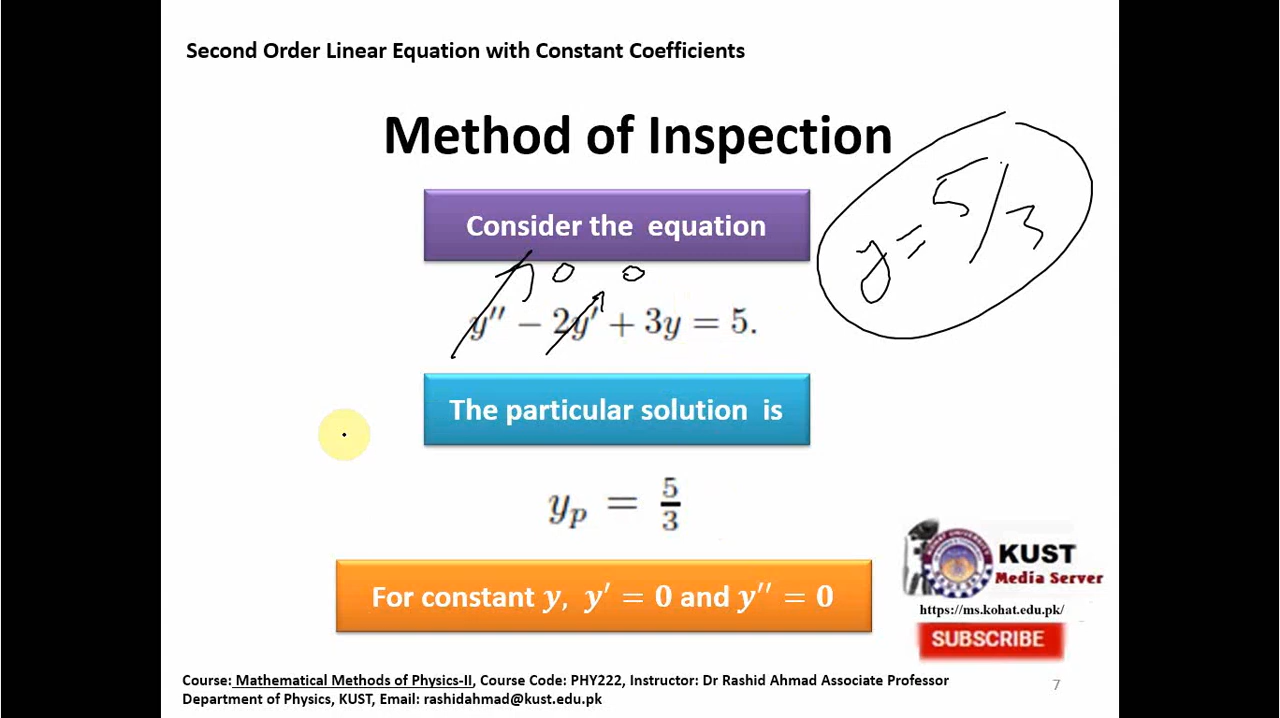 Second Order Linear Equation with Constant Coefficients
Method of Inspection
Consider the equation
y = 5/3
0 0
y'' − 2y' + 3y = 5.
The particular solution is
y_p = 5/3
For constant y, y' = 0 and y'' = 0
KUST
Media Server
https://ms.kohat.edu.pk/
SUBSCRIBE
Course: Mathematical Methods of Physics-II, Course Code: PHY222, Instructor: Dr Rashid Ahmad Associate Professor
Department of Physics, KUST, Email: rashidahmad@kust.edu.pk
7